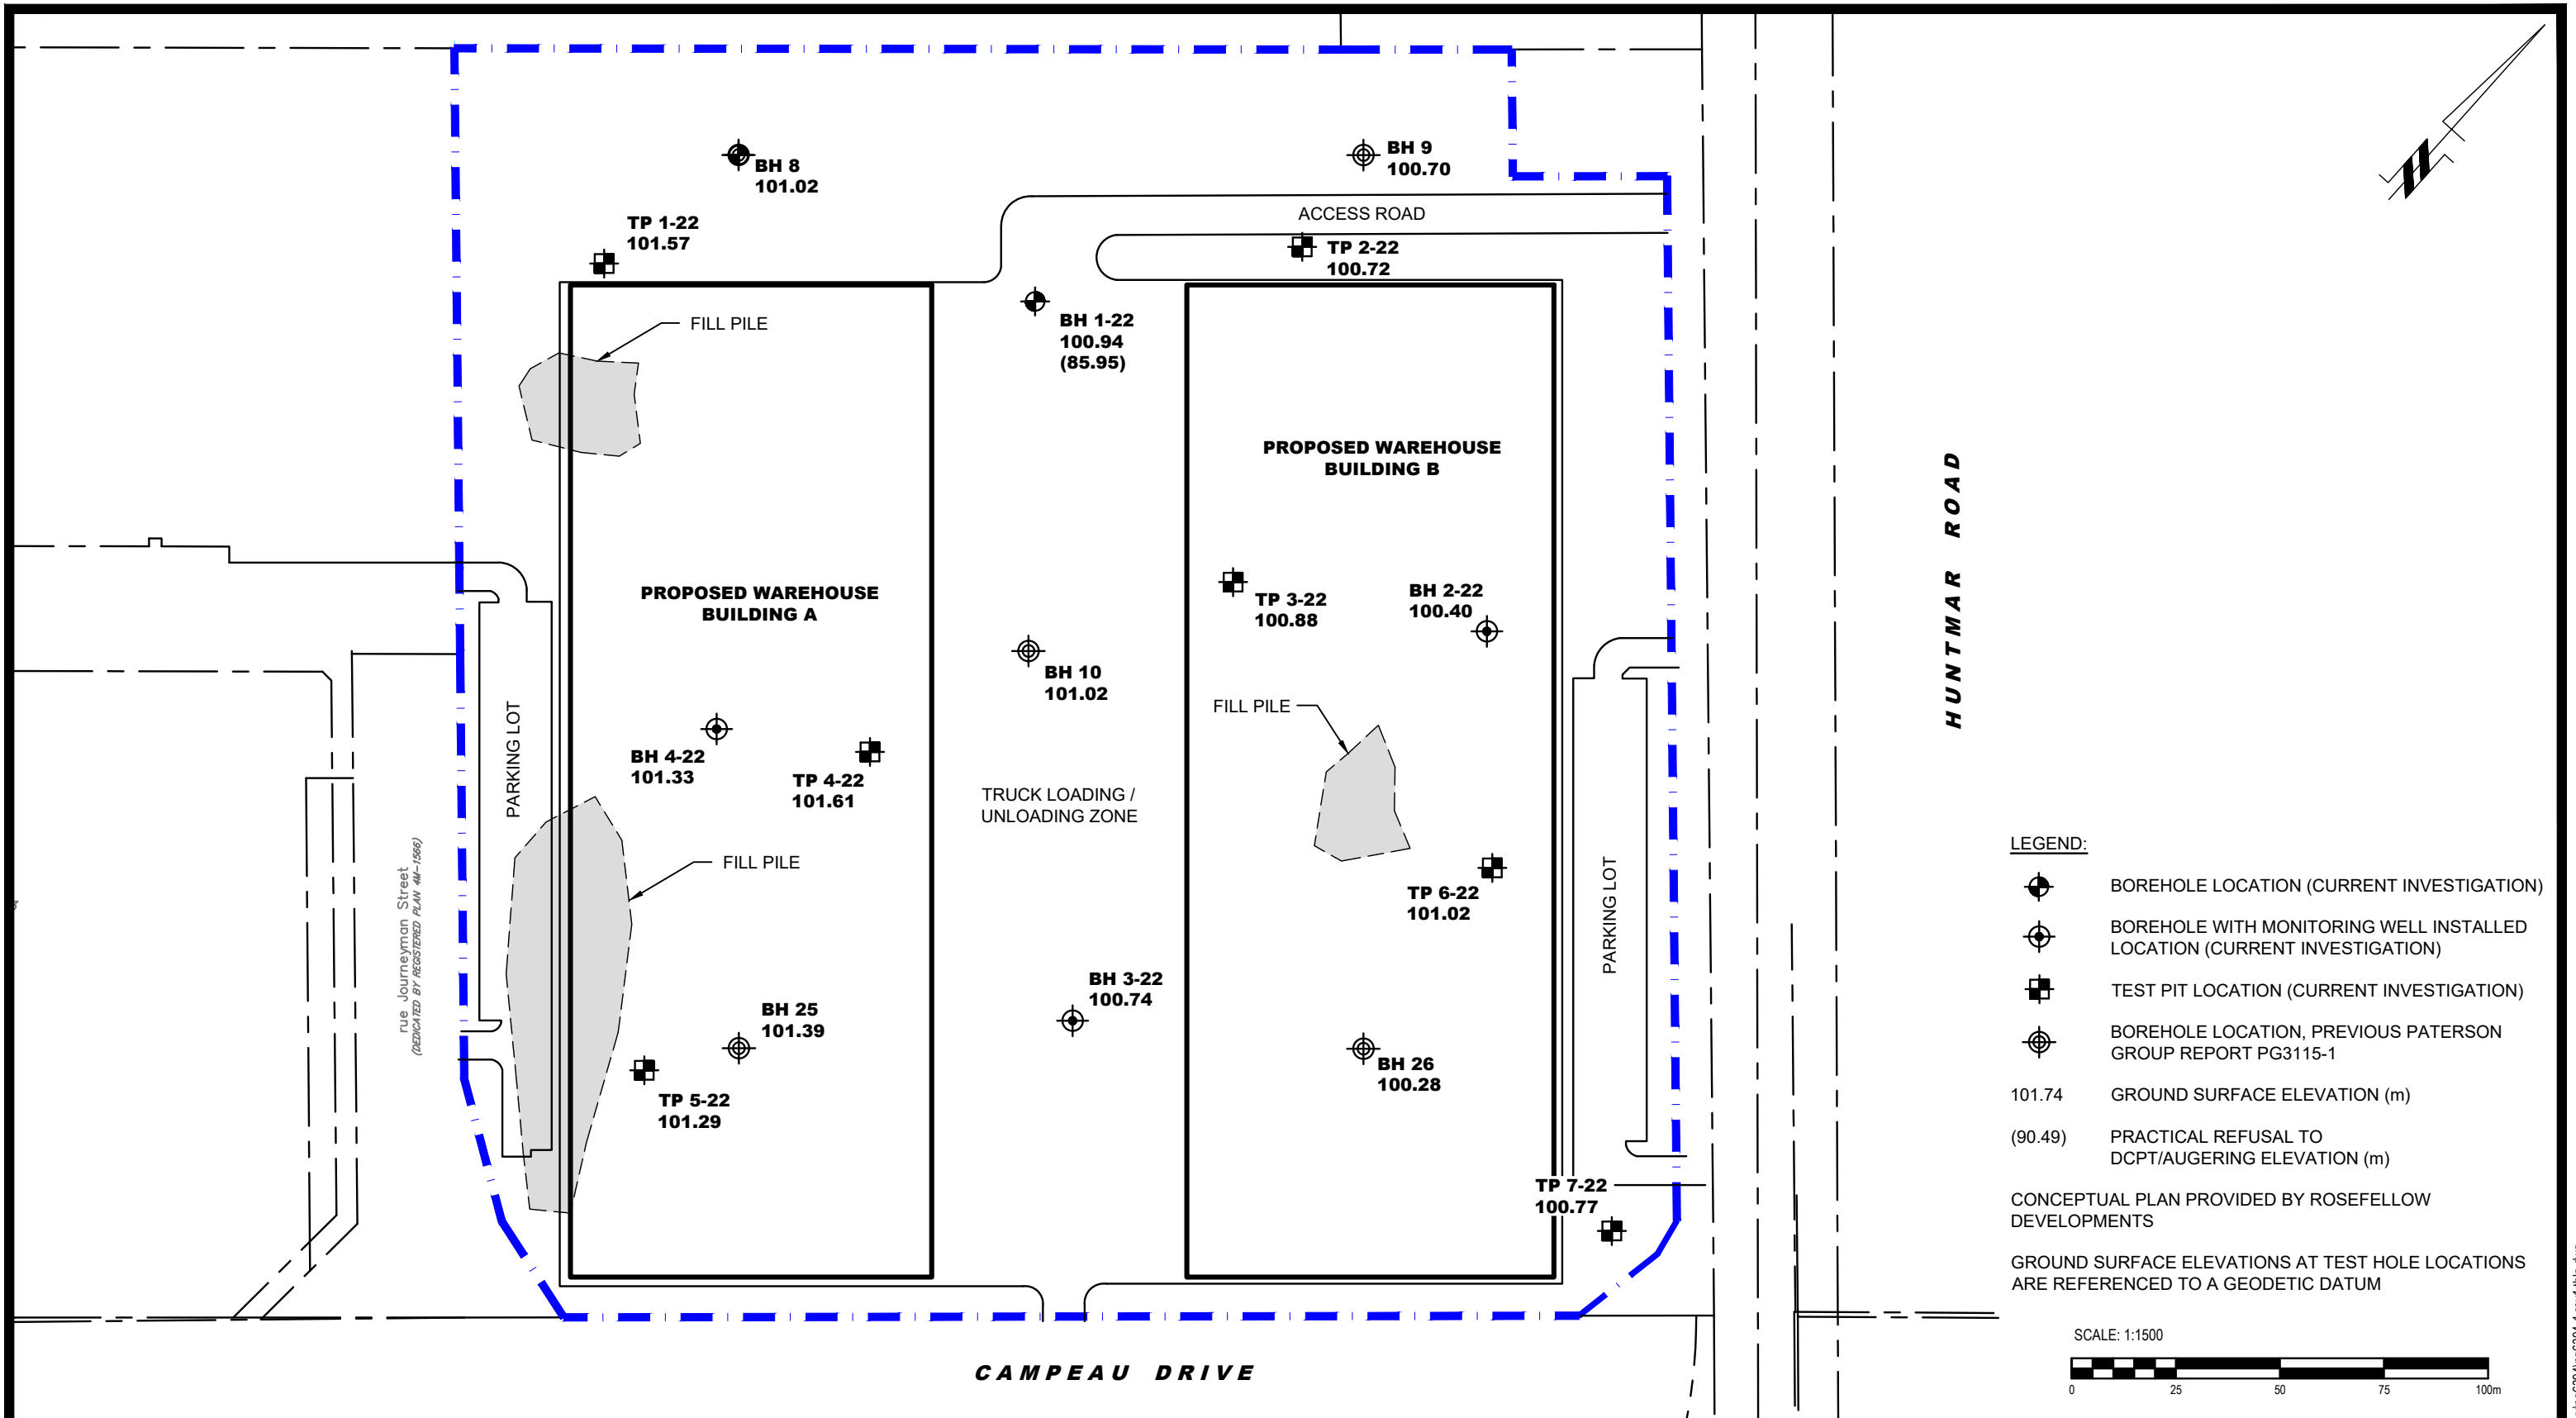 BH 8
101.02
BH 9
100.70
TP 1-22
101.57
ACCESS ROAD
TP 2-22
100.72
FILL PILE
BH 1-22
100.94
(85.95)
PROPOSED WAREHOUSE
BUILDING B
PROPOSED WAREHOUSE
BUILDING A
TP 3-22
100.88
BH 2-22
100.40
HUNTMAR ROAD
BH 10
101.02
FILL PILE
PARKING LOT
BH 4-22
101.33
TP 4-22
101.61
TRUCK LOADING /
UNLOADING ZONE
FILL PILE
TP 6-22
101.02
PARKING LOT
rue Journeyman Street
(DEDICATED BY REGISTERED PLAN 4M-1566)
BH 25
101.39
BH 3-22
100.74
BH 26
100.28
TP 5-22
101.29
TP 7-22
100.77
CAMPEAU DRIVE
LEGEND:
BOREHOLE LOCATION (CURRENT INVESTIGATION)
BOREHOLE WITH MONITORING WELL INSTALLED
LOCATION (CURRENT INVESTIGATION)
TEST PIT LOCATION (CURRENT INVESTIGATION)
BOREHOLE LOCATION, PREVIOUS PATERSON
GROUP REPORT PG3115-1
101.74 GROUND SURFACE ELEVATION (m)
(90.49) PRACTICAL REFUSAL TO
DCPT/AUGERING ELEVATION (m)
CONCEPTUAL PLAN PROVIDED BY ROSEFELLOW
DEVELOPMENTS
GROUND SURFACE ELEVATIONS AT TEST HOLE LOCATIONS
ARE REFERENCED TO A GEODETIC DATUM
SCALE: 1:1500
0 25 50 75 100m